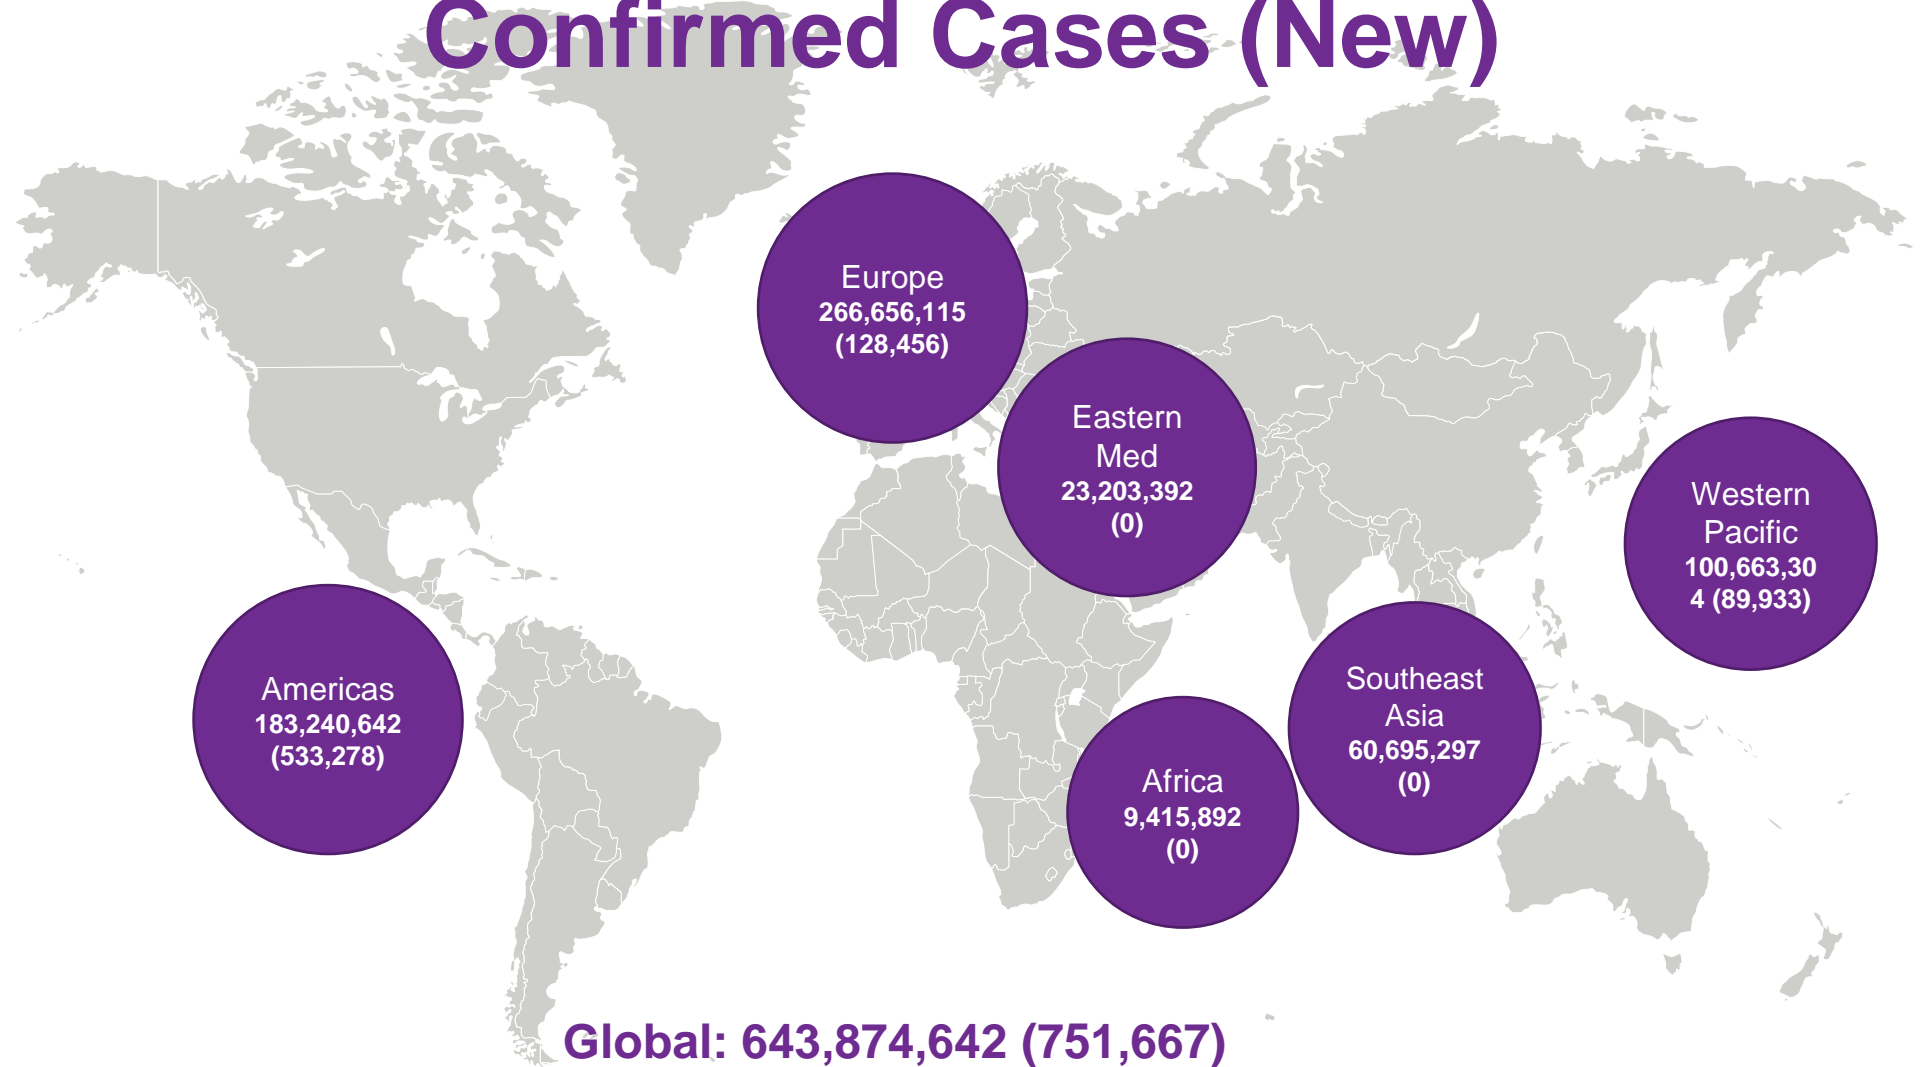 Confirmed Cases (New)
Europe
266,656,115
(128,456)
Eastern
Med
23,203,392
(0)
Western
Pacific
100,663,30
4 (89,933)
Americas
183,240,642
(533,278)
Southeast
Asia
60,695,297
(0)
Africa
9,415,892
(0)
Global: 643,874,642 (751,667)